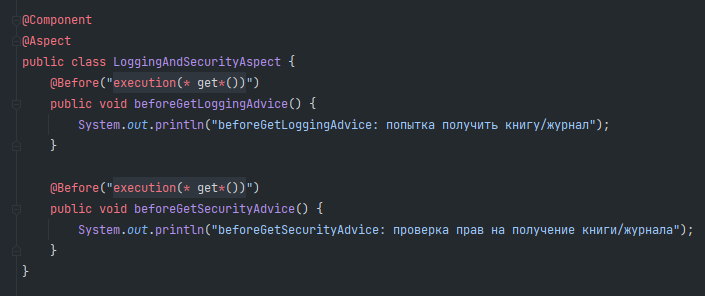 @Component
@Aspect
public class LoggingAndSecurityAspect {
    @Before("execution(* get*())")
    public void beforeGetLoggingAdvice() {
        System.out.println("beforeGetLoggingAdvice: попытка получить книгу/журнал");
    }
    @Before("execution(* get*())")
    public void beforeGetSecurityAdvice() {
        System.out.println("beforeGetSecurityAdvice: проверка прав на получение книги/журнала");
    }
}